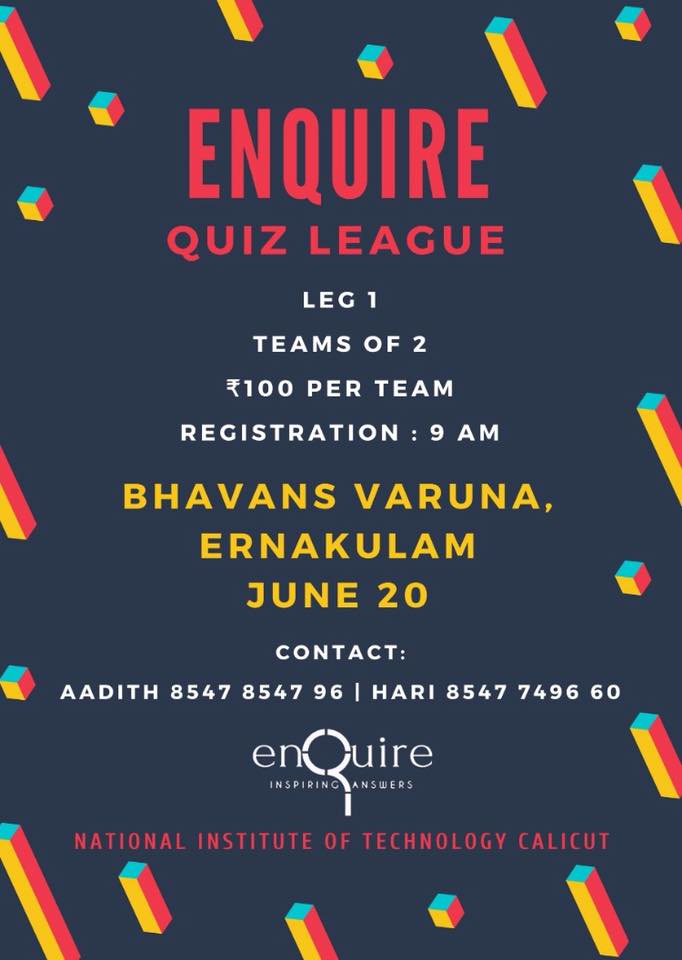 ENQUIRE
QUIZ LEAGUE
LEG 1
TEAMS OF 2
₹100 PER TEAM
REGISTRATION : 9 AM
BHAVANS VARUNA,
ERNAKULAM
JUNE 20
CONTACT:
AADITH 8547 8547 96 | HARI 8547 7496 60
enQuire
INSPIRING ANSWERS
NATIONAL INSTITUTE OF TECHNOLOGY CALICUT